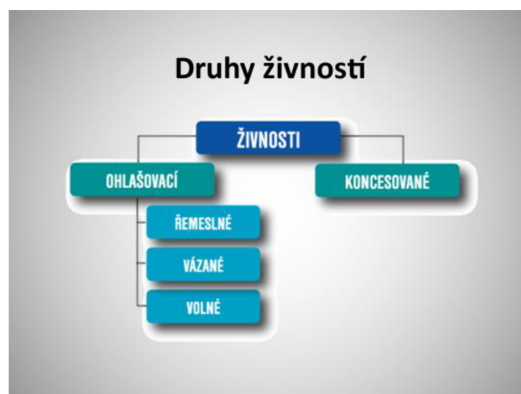 Druhy živností
ŽIVNOSTI
OHLAŠOVACÍ
KONCESOVANÉ
ŘEMESLNÉ
VÁZANÉ
VOLNÉ